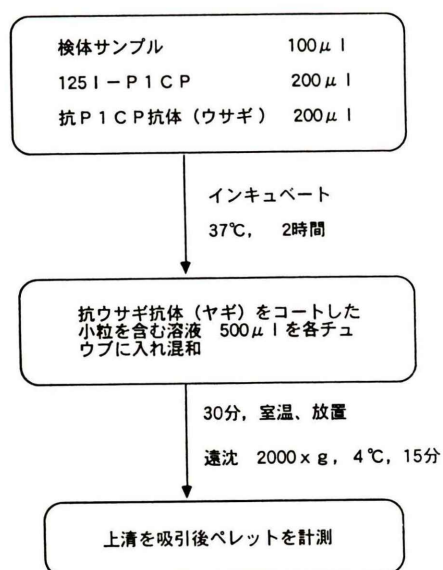 検体サンプル 100μl
125I-P1CP 200μl
抗P1CP抗体(ウサギ) 200μl
インキュベート
37℃, 2時間
抗ウサギ抗体(ヤギ)をコートした
小粒を含む溶液 500μlを各チュ
ウブに入れ混和
30分, 室温、放置
遠沈 2000xg, 4℃, 15分
上清を吸引後ペレットを計測